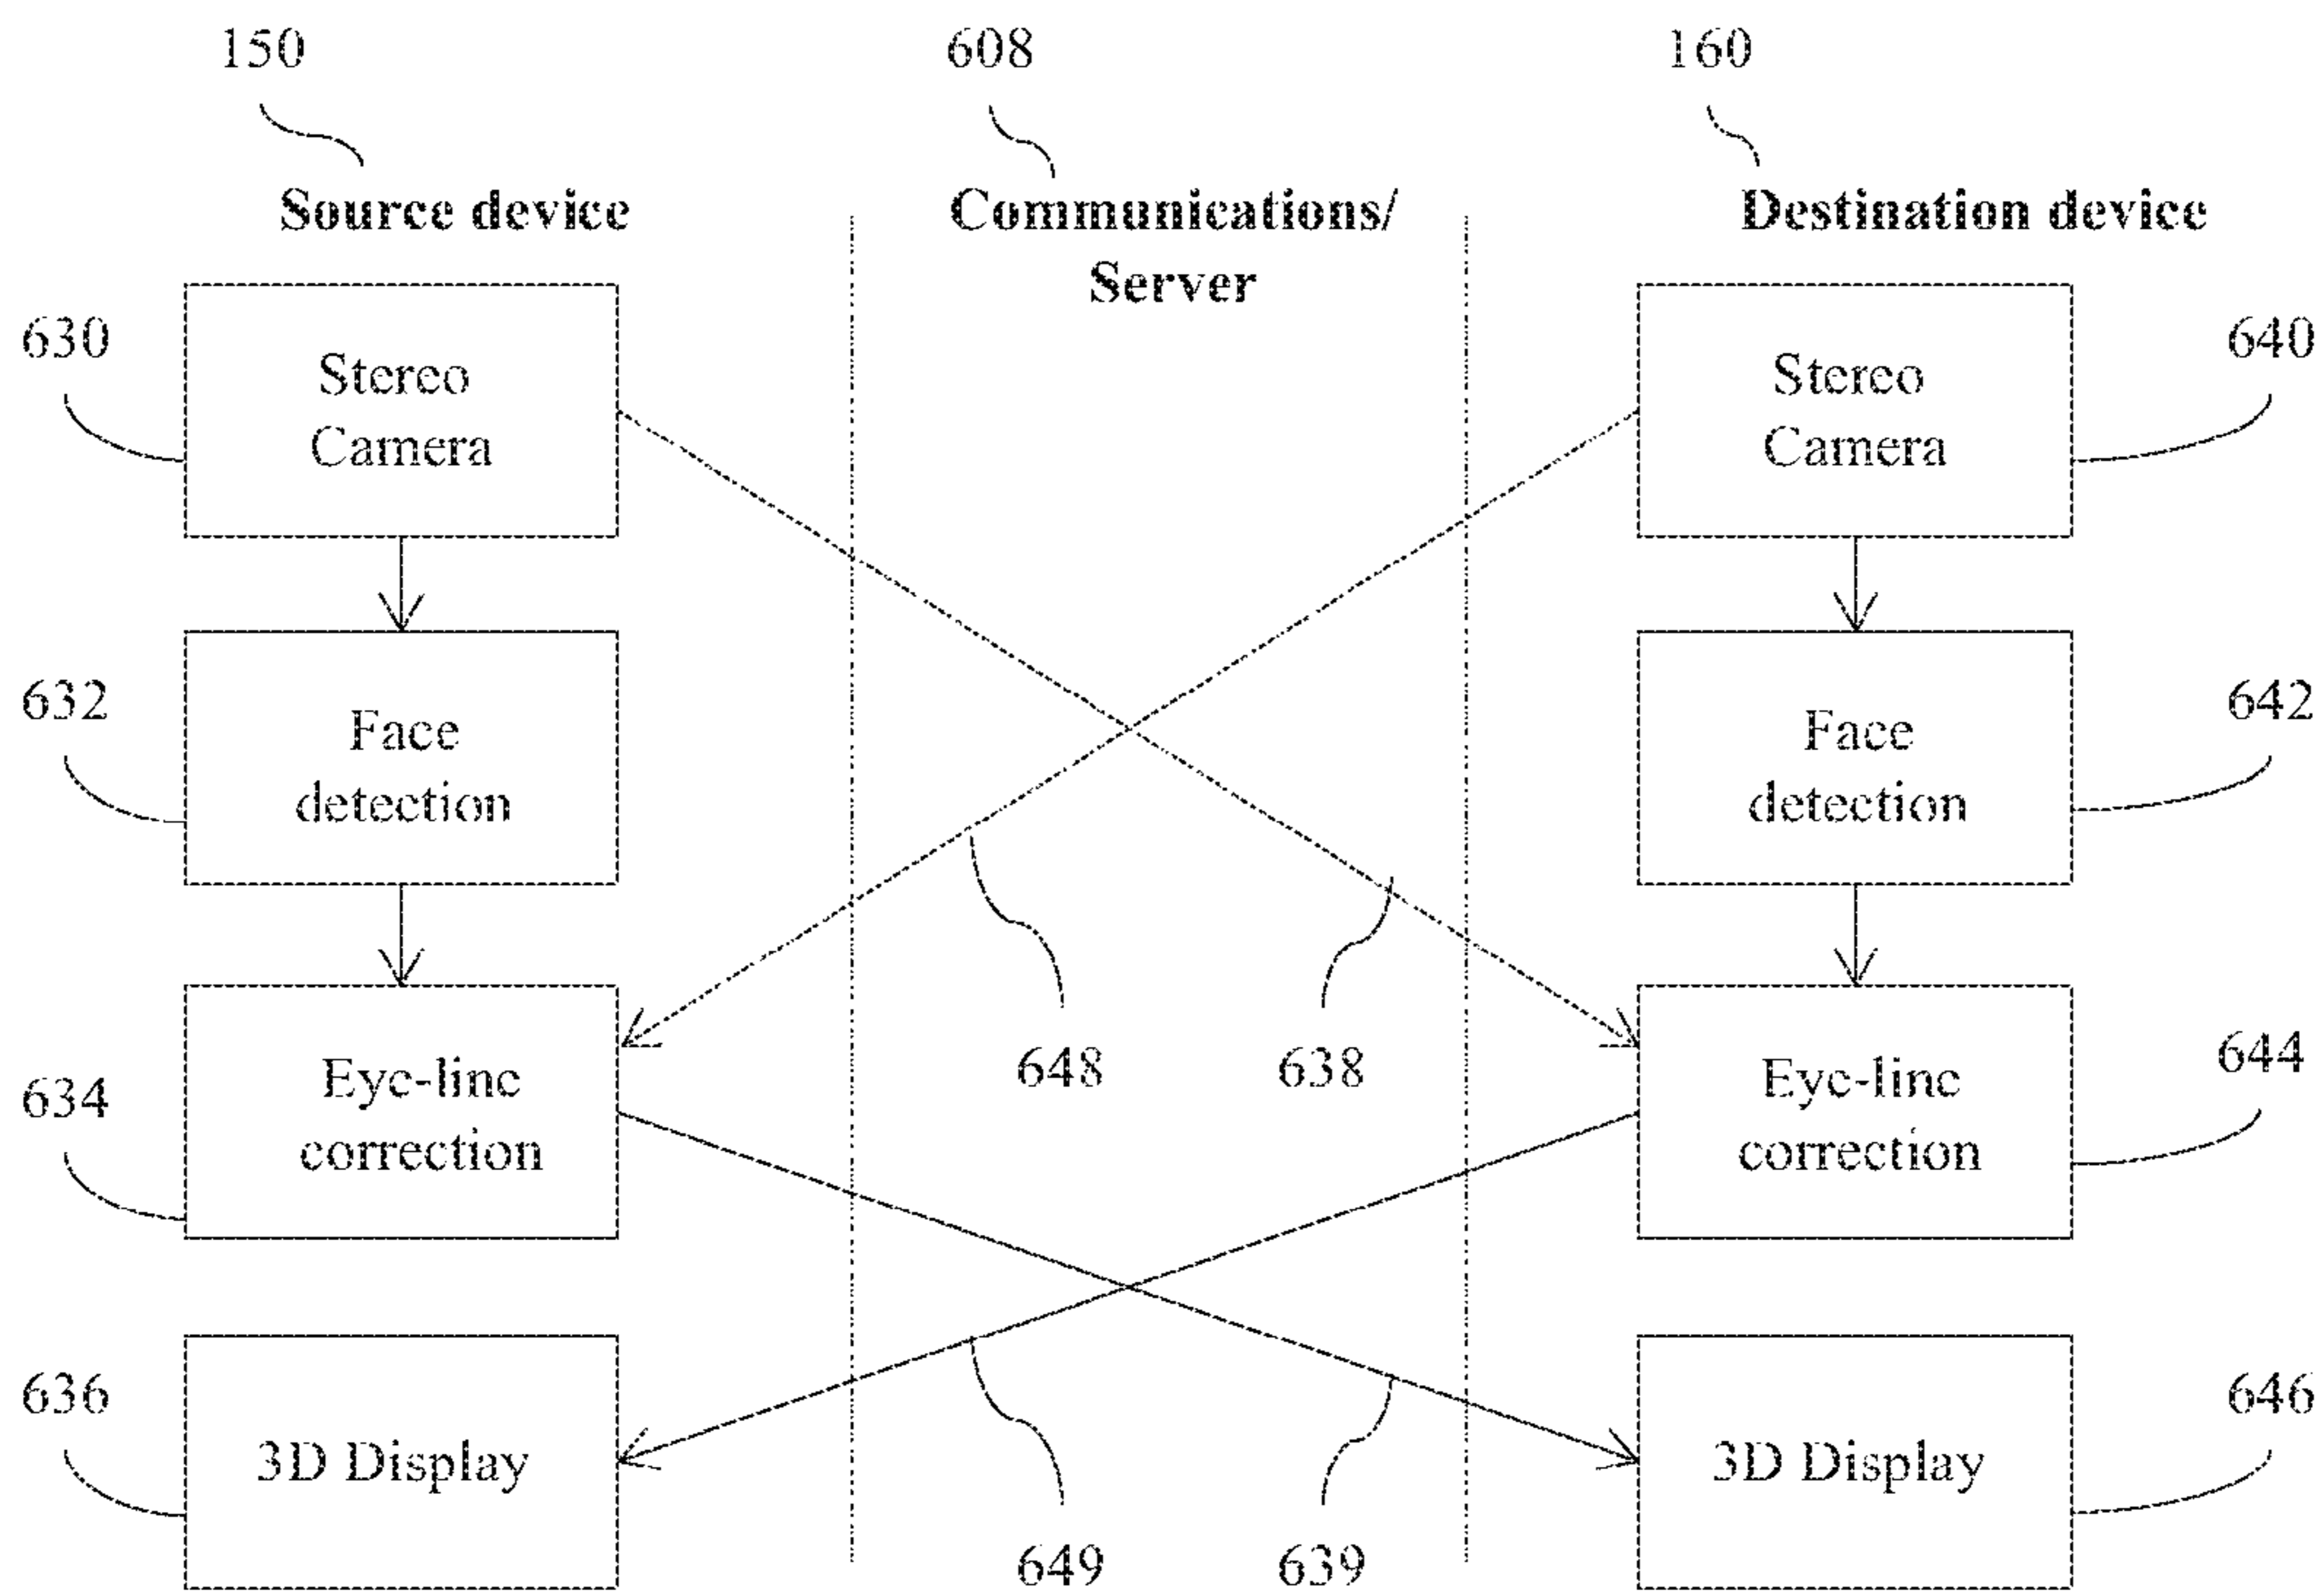 150
608
160
Source device
Communications/
Server
Destination device
630
Stereo
Camera
Stereo
Camera
640
632
Face
detection
Face
detection
642
634
Eye-line
correction
648
638
Eye-line
correction
644
636
3D Display
649
639
3D Display
646